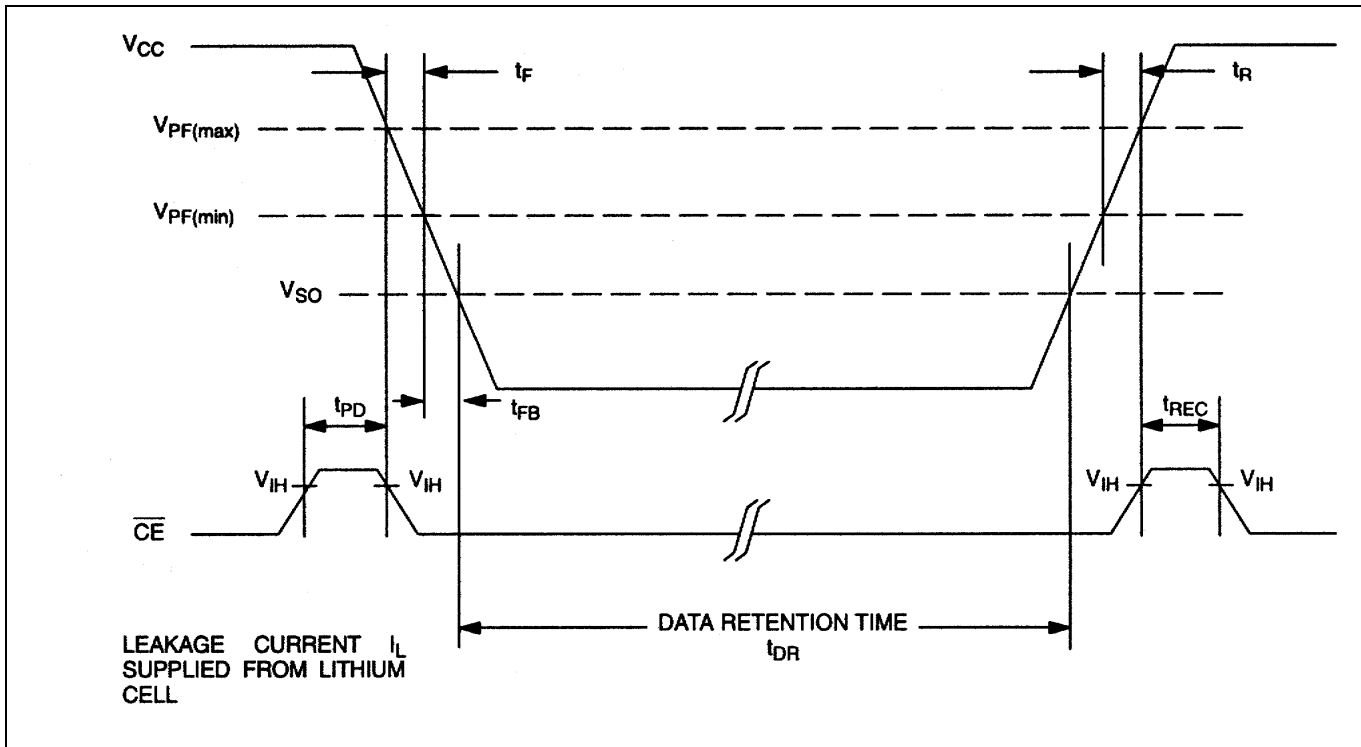 VCC
tF
tR
VPF(max)
VPF(min)
VSO
tPD
tFB
tREC
VIH
VIH
VIH
VIH
CE
DATA RETENTION TIME
tDR
LEAKAGE CURRENT IL
SUPPLIED FROM LITHIUM
CELL